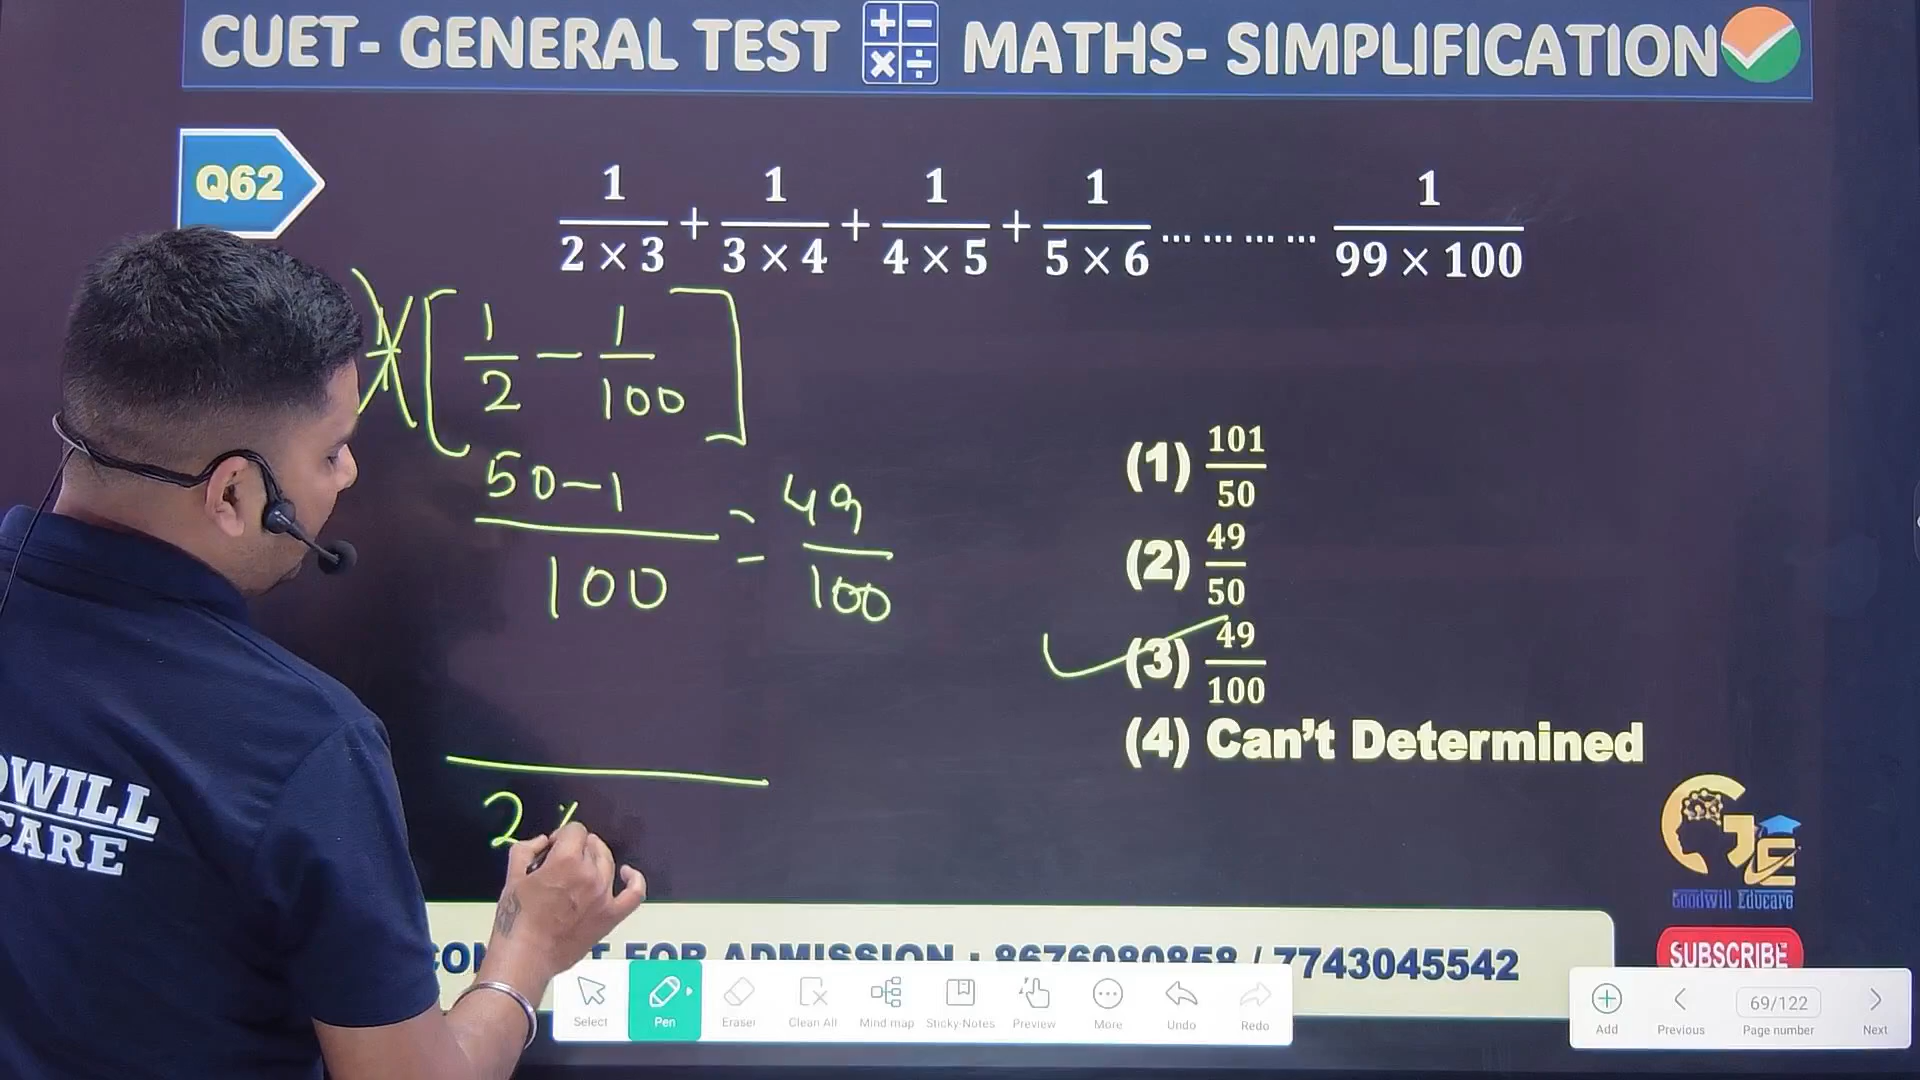 CUET- GENERAL TEST + − × ÷ MATHS- SIMPLIFICATION
Q62
1/(2 × 3) + 1/(3 × 4) + 1/(4 × 5) + 1/(5 × 6) ... ... ... ... 1/(99 × 100)
[1/2 − 1/100]
(50−1)/100 = 49/100
(1) 101/50
(2) 49/50
(3) 49/100
(4) Can't Determined
2 ×
WILL
CARE
GE
Goodwill Educare
FOR ADMISSION : 8676080858 / 7743045542
SUBSCRIBE
Select Pen Eraser Clean All Mind map Sticky-Notes Preview More Undo Redo
Add Previous 69/122 Page number Next